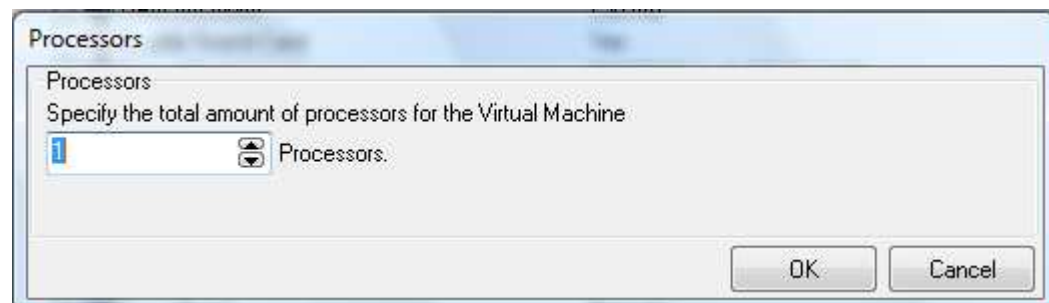 Processors
Processors
Specify the total amount of processors for the Virtual Machine
1 Processors.
OK Cancel